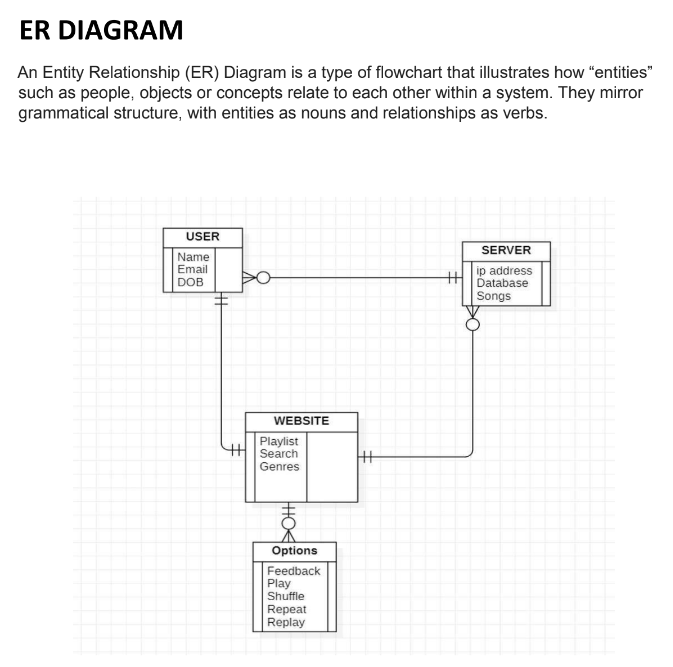 ER DIAGRAM
An Entity Relationship (ER) Diagram is a type of flowchart that illustrates how “entities”
such as people, objects or concepts relate to each other within a system. They mirror
grammatical structure, with entities as nouns and relationships as verbs.
USER
Name
Email
DOB
SERVER
ip address
Database
Songs
WEBSITE
Playlist
Search
Genres
Options
Feedback
Play
Shuffle
Repeat
Replay